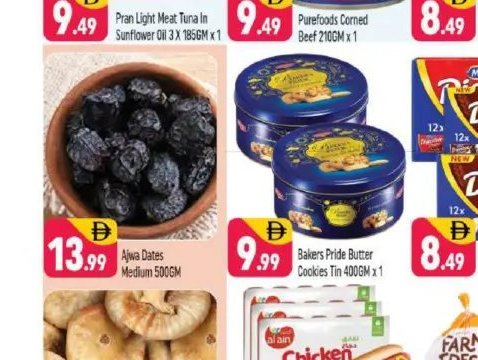 9.49
Pran Light Meat Tuna In
Sunflower Oil 3 X 185GM x 1
9.49
Purefoods Corned
Beef 210GM x 1
8.49
12x
NEW
12x
NEW
12x
13.99
Ajwa Dates
Medium 500GM
9.99
Bakers Pride Butter
Cookies Tin 400GM x 1
8.49
al ain
Chicken
FARM